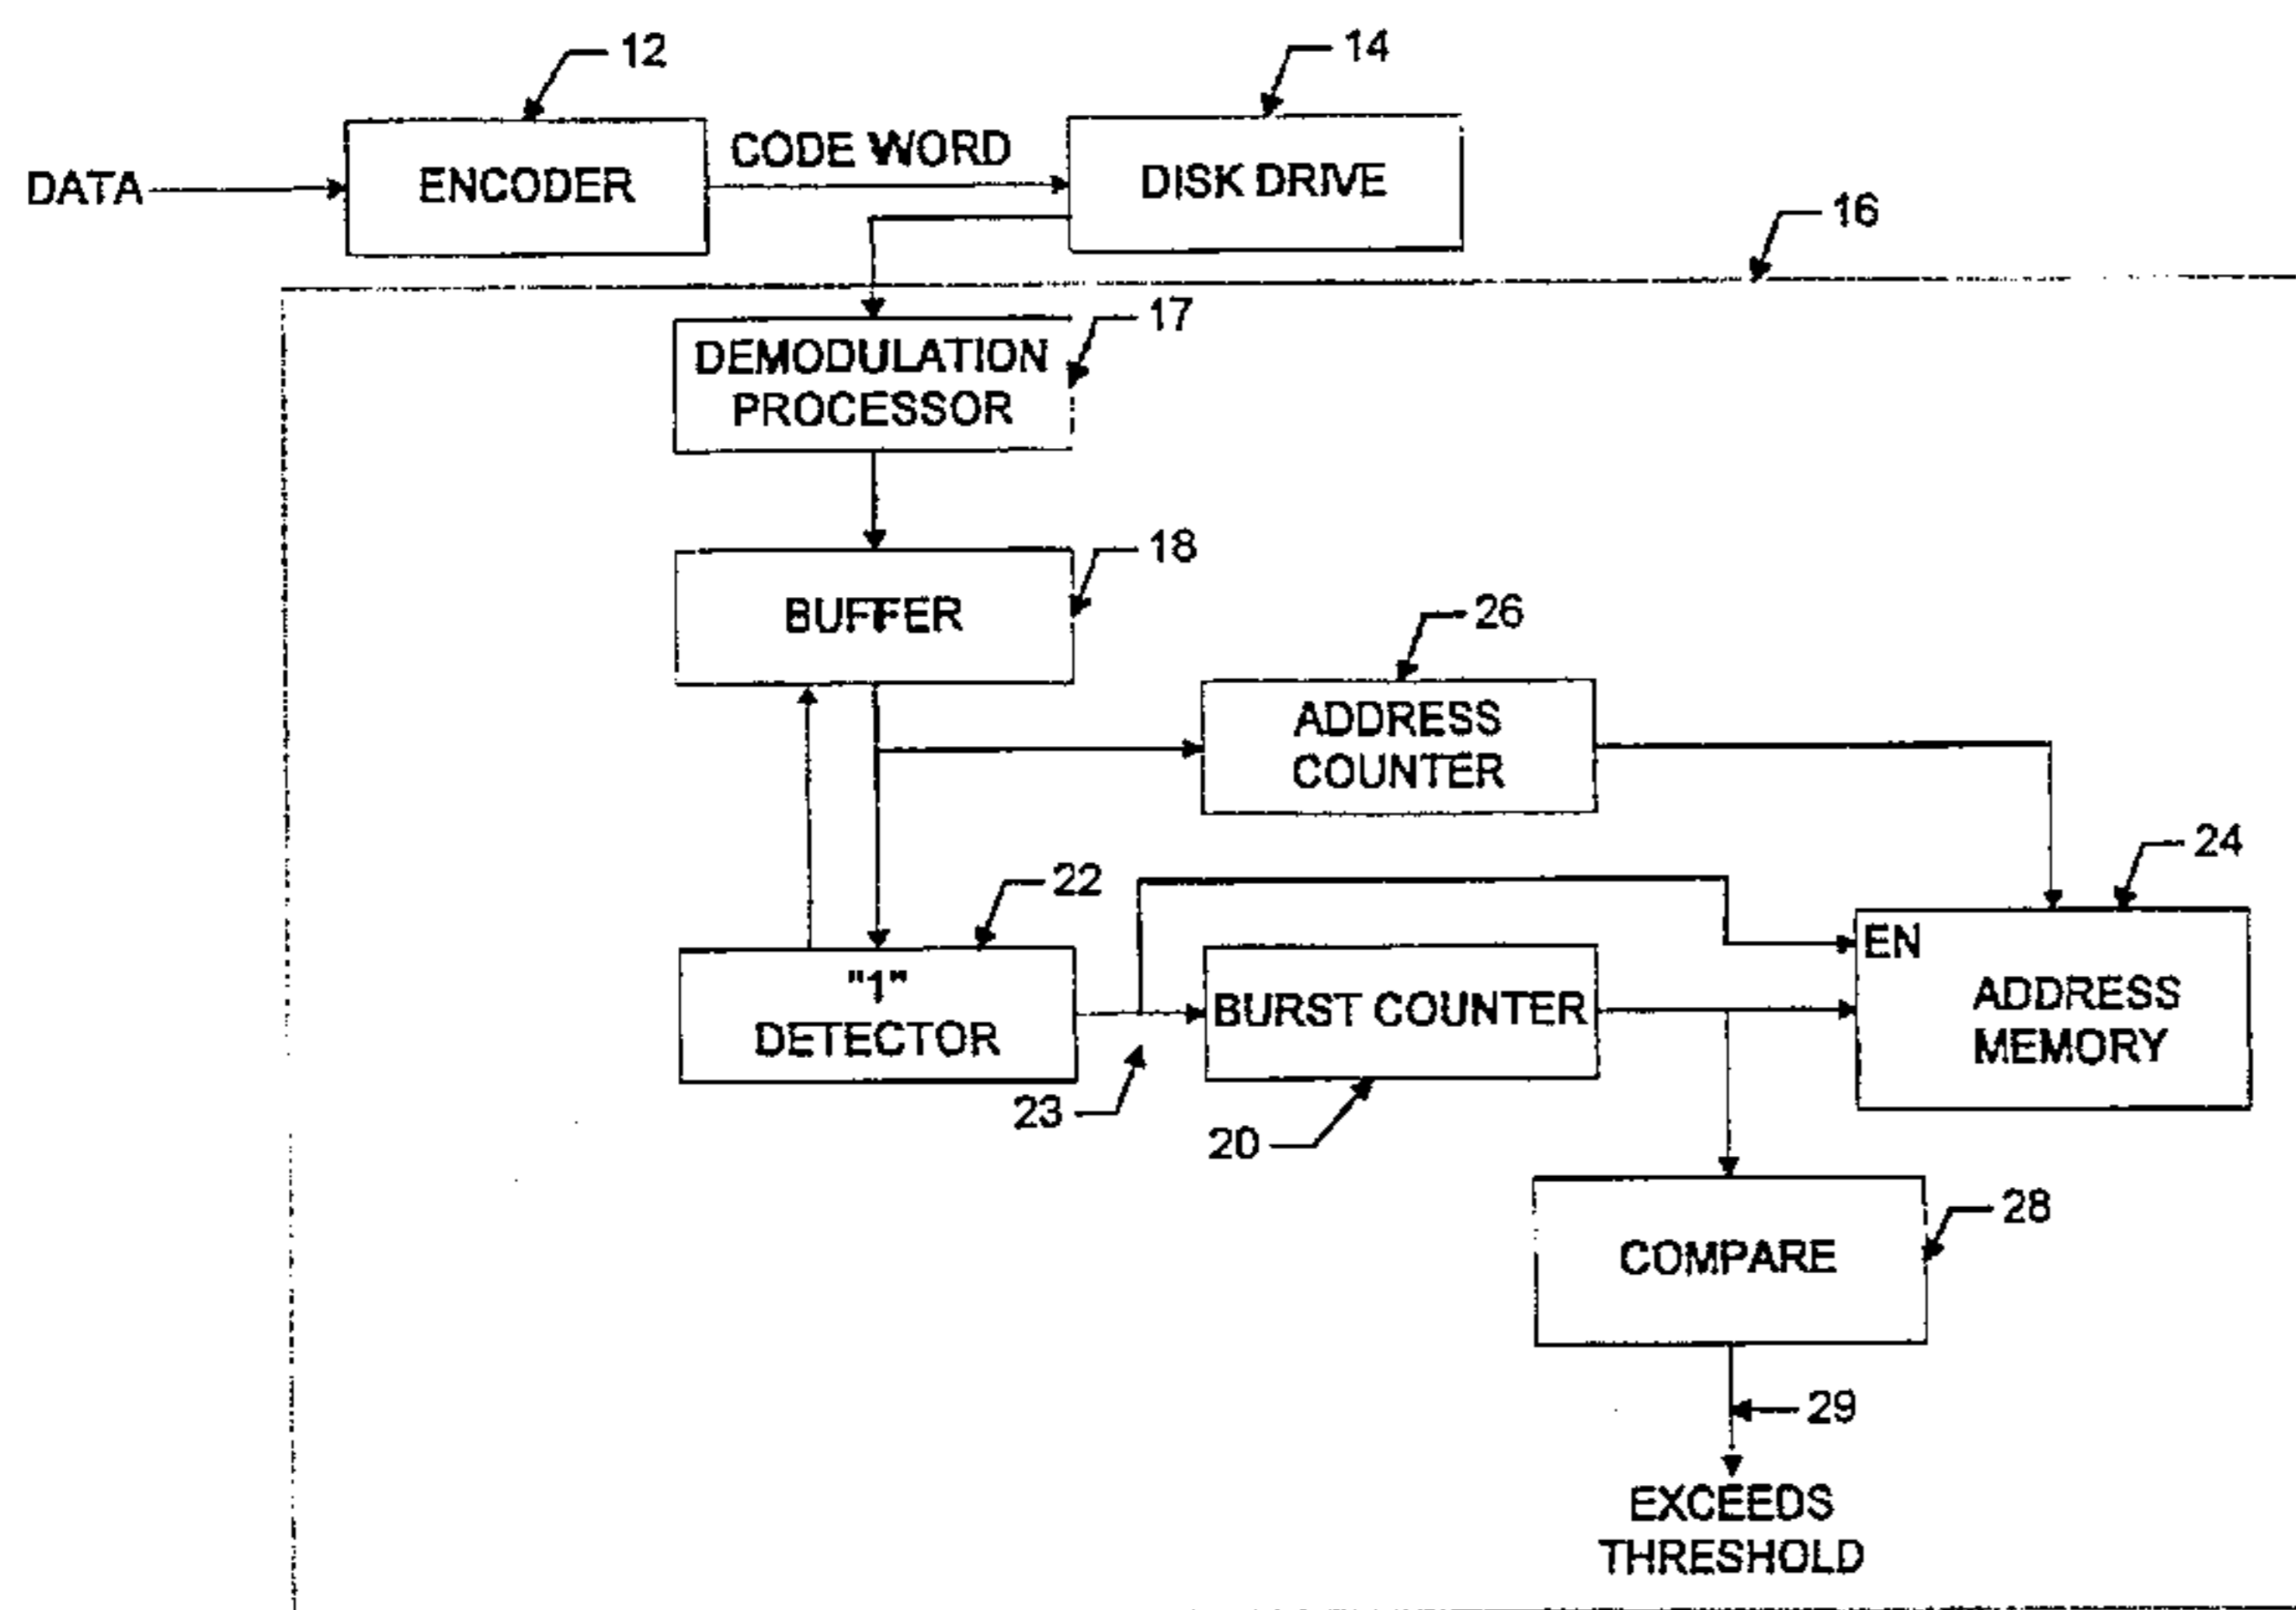 12
14
DATA
ENCODER
CODE WORD
DISK DRIVE
16
17
DEMODULATION
PROCESSOR
18
BUFFER
26
ADDRESS
COUNTER
24
22
EN
"1"
DETECTOR
BURST COUNTER
ADDRESS
MEMORY
23
20
28
COMPARE
29
EXCEEDS
THRESHOLD